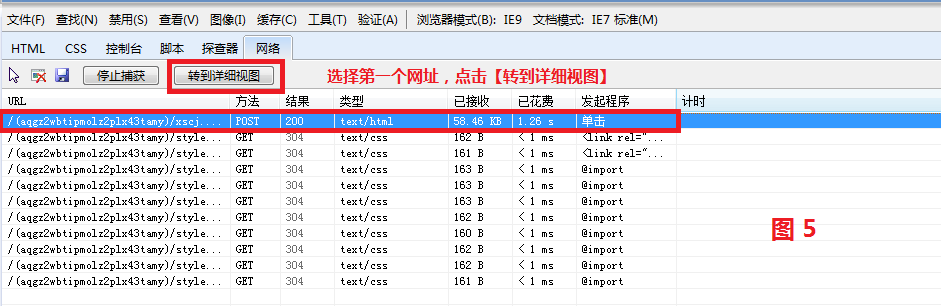 文件(F) 查找(N) 禁用(S) 查看(V) 图像(I) 缓存(C) 工具(T) 验证(A) 浏览器模式(B): IE9 文档模式: IE7 标准(M)
HTML CSS 控制台 脚本 探查器 网络
停止捕获 转到详细视图 选择第一个网址，点击【转到详细视图】
URL 方法 结果 类型 已接收 已花费 发起程序 计时
/(aqgz2wbtipmolz2plx43tamy)/xscj.... POST 200 text/html 58.46 KB 1.26 s 单击
/(aqgz2wbtipmolz2plx43tamy)/style... GET 304 text/css 162 B < 1 ms <link rel="...
/(aqgz2wbtipmolz2plx43tamy)/style... GET 304 text/css 161 B < 1 ms <link rel="...
/(aqgz2wbtipmolz2plx43tamy)/style... GET 304 text/css 163 B < 1 ms @import
/(aqgz2wbtipmolz2plx43tamy)/style... GET 304 text/css 163 B < 1 ms @import
/(aqgz2wbtipmolz2plx43tamy)/style... GET 304 text/css 163 B < 1 ms @import
/(aqgz2wbtipmolz2plx43tamy)/style... GET 304 text/css 162 B < 1 ms @import
/(aqgz2wbtipmolz2plx43tamy)/style... GET 304 text/css 160 B < 1 ms @import
/(aqgz2wbtipmolz2plx43tamy)/style... GET 304 text/css 162 B < 1 ms @import
/(aqgz2wbtipmolz2plx43tamy)/style... GET 304 text/css 162 B < 1 ms @import
/(aqgz2wbtipmolz2plx43tamy)/style... GET 304 text/css 161 B < 1 ms @import
图 5